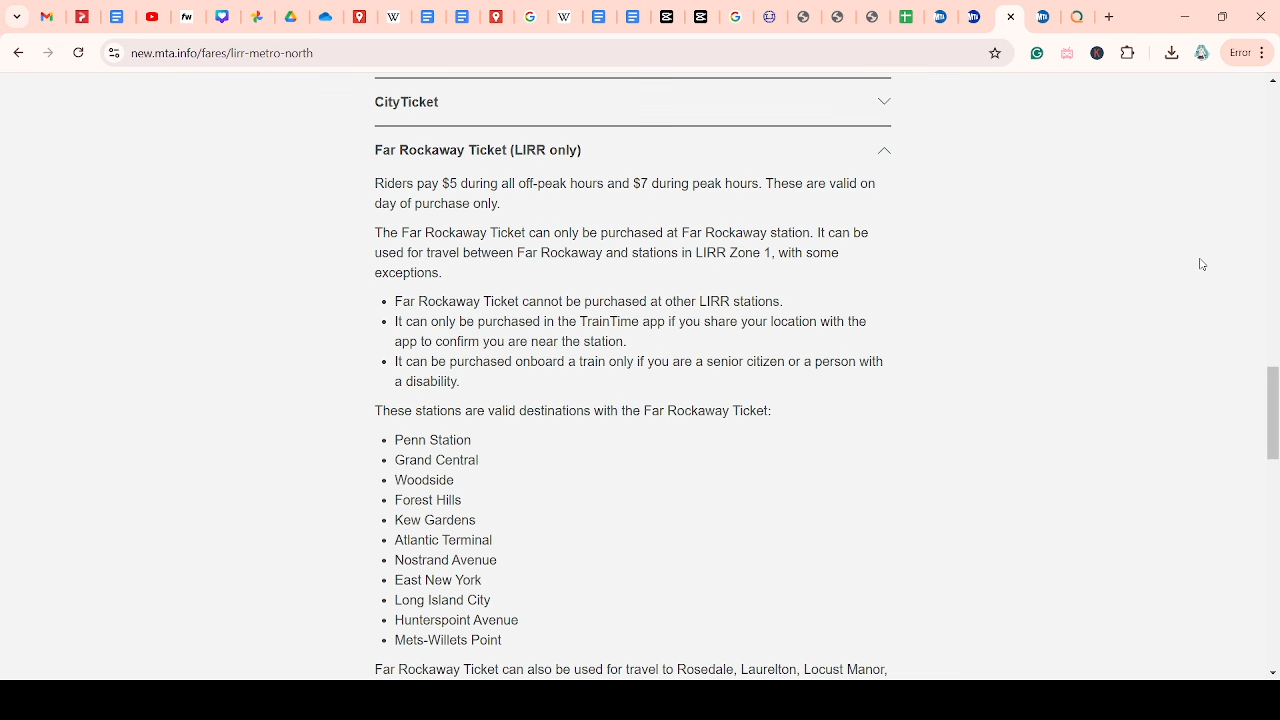 new.mta.info/fares/lirr-metro-north
Error
CityTicket
Far Rockaway Ticket (LIRR only)
Riders pay $5 during all off-peak hours and $7 during peak hours. These are valid on
day of purchase only.
The Far Rockaway Ticket can only be purchased at Far Rockaway station. It can be
used for travel between Far Rockaway and stations in LIRR Zone 1, with some
exceptions.
• Far Rockaway Ticket cannot be purchased at other LIRR stations.
• It can only be purchased in the TrainTime app if you share your location with the
app to confirm you are near the station.
• It can be purchased onboard a train only if you are a senior citizen or a person with
a disability.
These stations are valid destinations with the Far Rockaway Ticket:
• Penn Station
• Grand Central
• Woodside
• Forest Hills
• Kew Gardens
• Atlantic Terminal
• Nostrand Avenue
• East New York
• Long Island City
• Hunterspoint Avenue
• Mets-Willets Point
Far Rockaway Ticket can also be used for travel to Rosedale, Laurelton, Locust Manor,